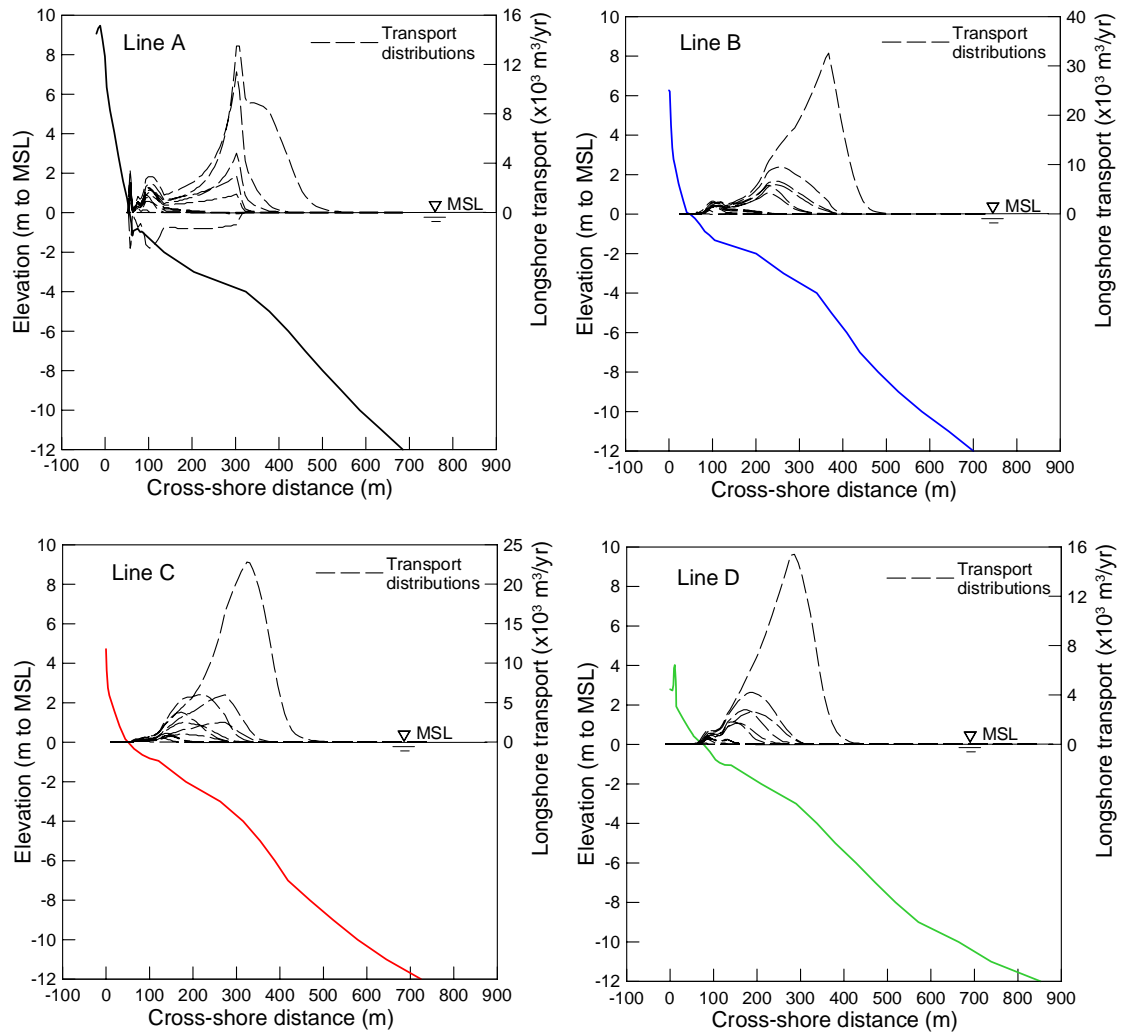 Line A
Transport
distributions
10
8
6
4
2
0
-2
-4
-6
-8
-10
-12
Elevation (m to MSL)
16
12
8
4
0
Longshore transport (x10³ m³/yr)
MSL
-100 0 100 200 300 400 500 600 700 800 900
Cross-shore distance (m)
Line B
Transport
distributions
10
8
6
4
2
0
-2
-4
-6
-8
-10
-12
Elevation (m to MSL)
40
30
20
10
0
Longshore transport (x10³ m³/yr)
MSL
-100 0 100 200 300 400 500 600 700 800 900
Cross-shore distance (m)
Line C
Transport
distributions
10
8
6
4
2
0
-2
-4
-6
-8
-10
-12
Elevation (m to MSL)
25
20
15
10
5
0
Longshore transport (x10³ m³/yr)
MSL
-100 0 100 200 300 400 500 600 700 800 900
Cross-shore distance (m)
Line D
Transport
distributions
10
8
6
4
2
0
-2
-4
-6
-8
-10
-12
Elevation (m to MSL)
16
12
8
4
0
Longshore transport (x10³ m³/yr)
MSL
-100 0 100 200 300 400 500 600 700 800 900
Cross-shore distance (m)